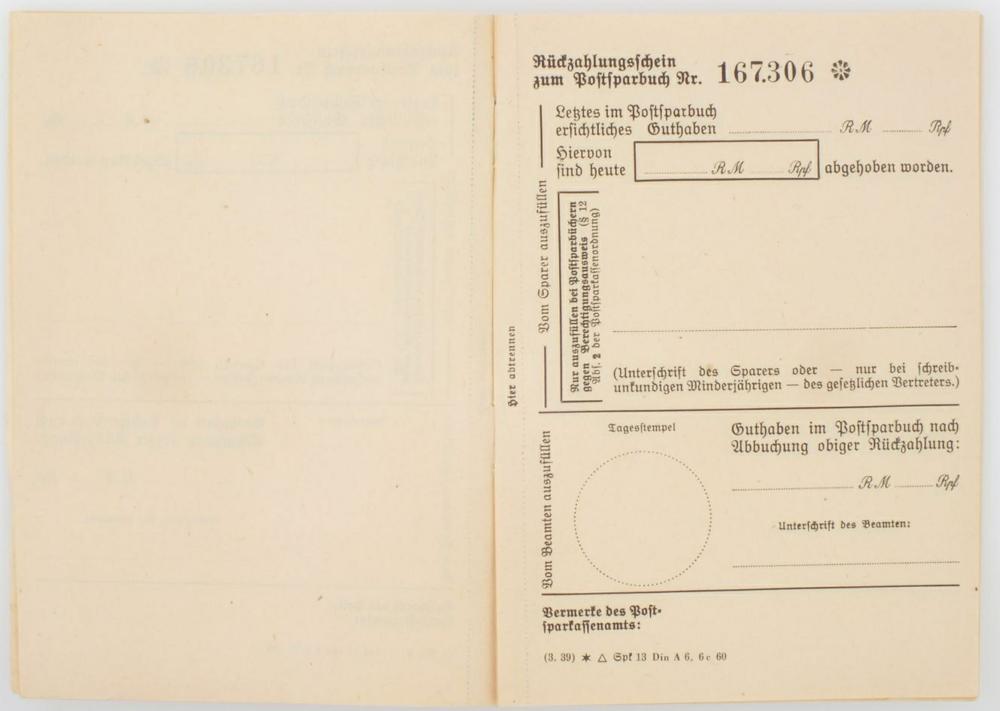 Rückzahlungsschein
zum Postsparbuch Nr. 167.306
Letztes im Postsparbuch
ersichtliches Guthaben RM Rpf
Hiervon
sind heute RM Rpf abgehoben worden.
Vom Sparer auszufüllen
Nur auszufüllen bei Postsparbüchern
gegen Berechtigungsausweis (§ 12
Abs. 2 der Postsparkassenordnung)
Hier abtrennen
(Unterschrift des Sparers oder — nur bei schreib-
unkundigen Minderjährigen — des gesetzlichen Vertreters.)
Vom Beamten auszufüllen
Tagesstempel
Guthaben im Postsparbuch nach
Abbuchung obiger Rückzahlung:
RM Rpf
Unterschrift des Beamten:
Vermerke des Post-
sparkassenamts:
(3. 39) ✶ △ Spk 13 Din A 6, 6c 60